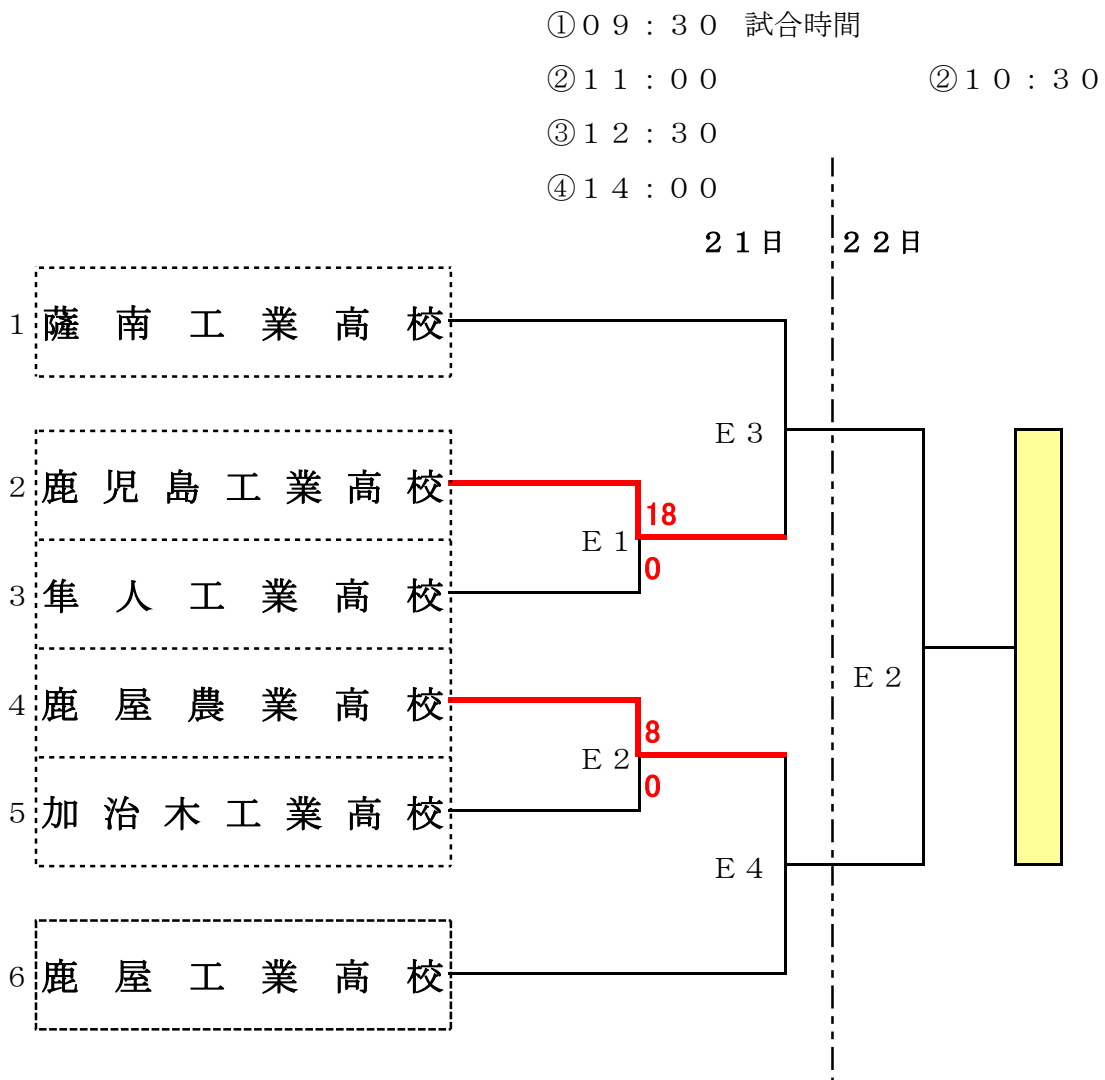 ①０９：３０ 試合時間
②１１：００ ②１０：３０
③１２：３０
④１４：００
２１日 ２２日
1 薩南工業高校
Ｅ３
2 鹿児島工業高校
18
Ｅ１
0
3 隼人工業高校
Ｅ２
4 鹿屋農業高校
8
Ｅ２
0
5 加治木工業高校
Ｅ４
6 鹿屋工業高校